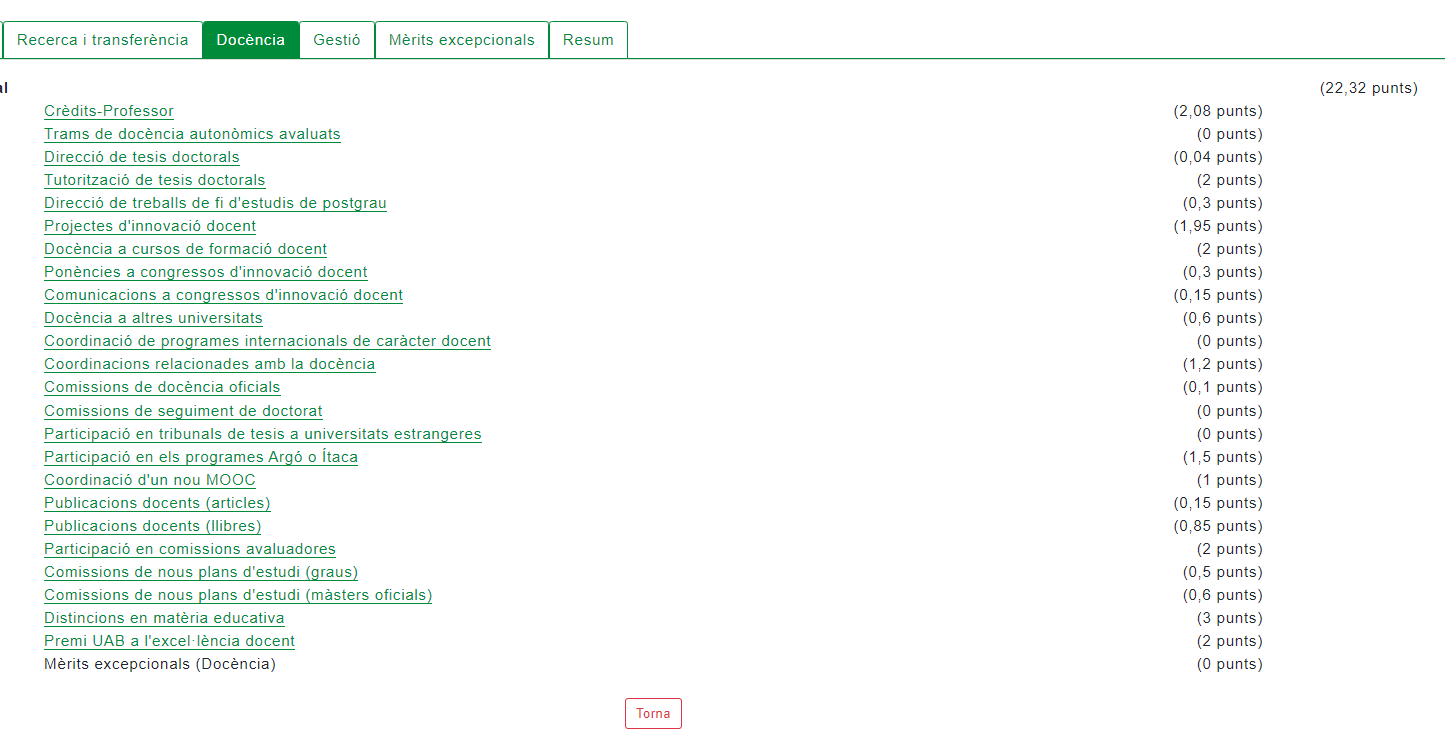 Recerca i transferència Docència Gestió Mèrits excepcionals Resum
(22,32 punts)
Crèdits-Professor (2,08 punts)
Trams de docència autonòmics avaluats (0 punts)
Direcció de tesis doctorals (0,04 punts)
Tutorització de tesis doctorals (2 punts)
Direcció de treballs de fi d'estudis de postgrau (0,3 punts)
Projectes d'innovació docent (1,95 punts)
Docència a cursos de formació docent (2 punts)
Ponències a congressos d'innovació docent (0,3 punts)
Comunicacions a congressos d'innovació docent (0,15 punts)
Docència a altres universitats (0,6 punts)
Coordinació de programes internacionals de caràcter docent (0 punts)
Coordinacions relacionades amb la docència (1,2 punts)
Comissions de docència oficials (0,1 punts)
Comissions de seguiment de doctorat (0 punts)
Participació en tribunals de tesis a universitats estrangeres (0 punts)
Participació en els programes Argó o Ítaca (1,5 punts)
Coordinació d'un nou MOOC (1 punts)
Publicacions docents (articles) (0,15 punts)
Publicacions docents (llibres) (0,85 punts)
Participació en comissions avaluadores (2 punts)
Comissions de nous plans d'estudi (graus) (0,5 punts)
Comissions de nous plans d'estudi (màsters oficials) (0,6 punts)
Distincions en matèria educativa (3 punts)
Premi UAB a l'excel·lència docent (2 punts)
Mèrits excepcionals (Docència) (0 punts)
Torna